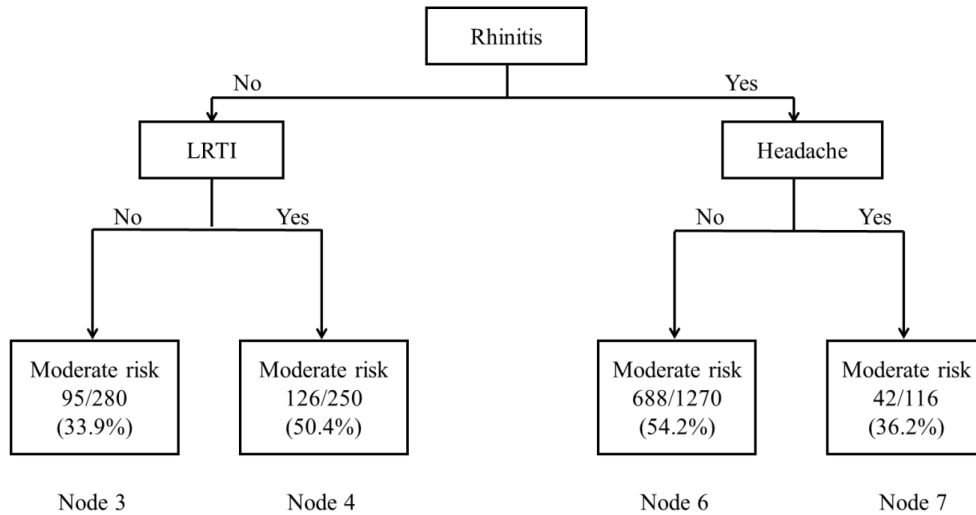 Rhinitis
No
Yes
LRTI
Headache
No
Yes
No
Yes
Moderate risk
95/280
(33.9%)
Moderate risk
126/250
(50.4%)
Moderate risk
688/1270
(54.2%)
Moderate risk
42/116
(36.2%)
Node 3
Node 4
Node 6
Node 7